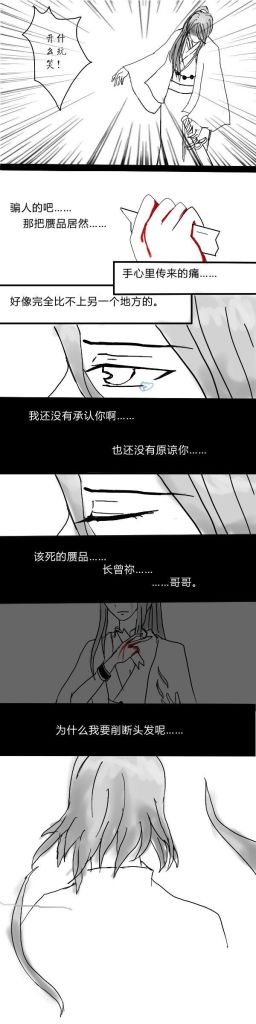 开什么玩笑！
骗人的吧……
那把赝品居然……
手心里传来的痛……
好像完全比不上另一个地方的。
我还没有承认你啊……
也还没有原谅你……
该死的赝品……
长曾祢……
……哥哥。
为什么我要削断头发呢……